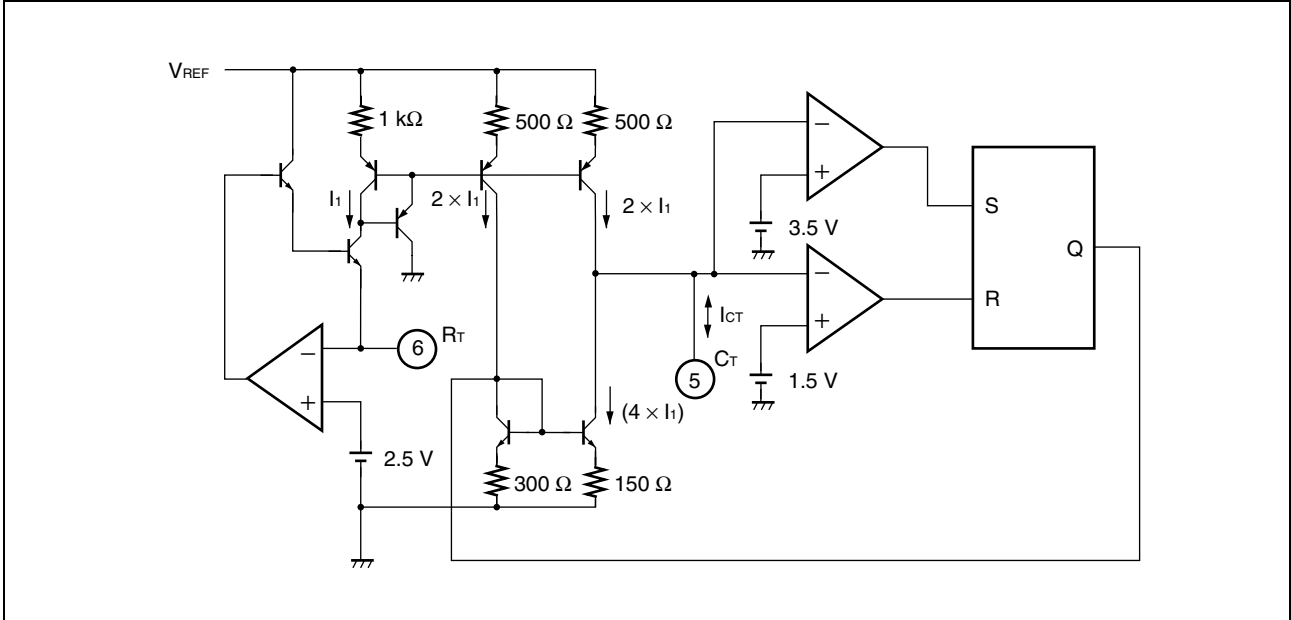 VREF
1 kΩ
500 Ω
500 Ω
I1
2 × I1
2 × I1
−
+
3.5 V
S
Q
R
−
+
1.5 V
ICT
CT
5
RT
6
−
+
2.5 V
(4 × I1)
300 Ω
150 Ω